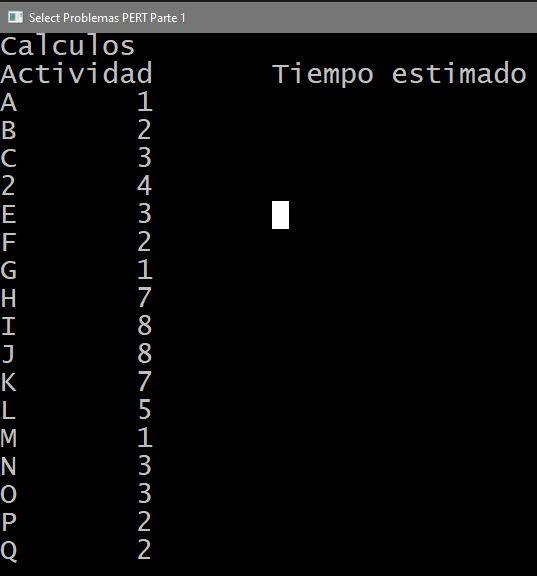 Select Problemas PERT Parte 1
Calculos
Actividad Tiempo estimado
A 1
B 2
C 3
2 4
E 3
F 2
G 1
H 7
I 8
J 8
K 7
L 5
M 1
N 3
O 3
P 2
Q 2